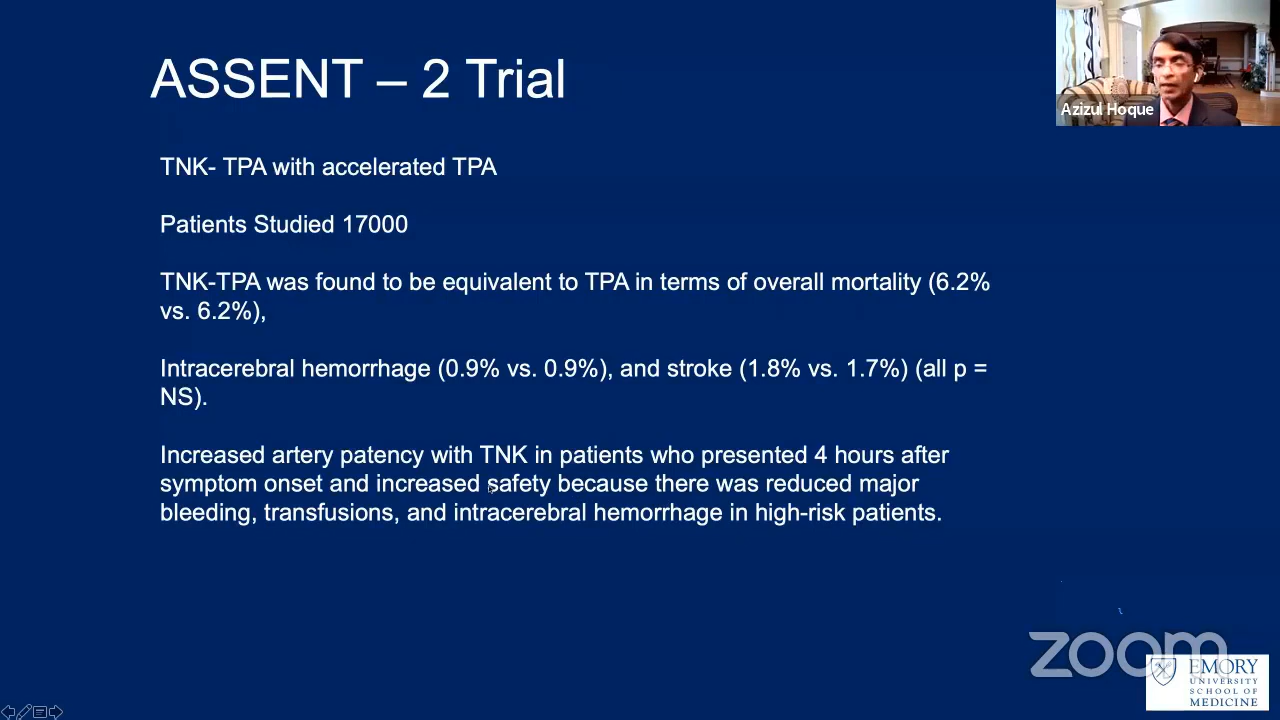 ASSENT – 2 Trial
Azizul Hoque
TNK- TPA with accelerated TPA
Patients Studied 17000
TNK-TPA was found to be equivalent to TPA in terms of overall mortality (6.2%
vs. 6.2%),
Intracerebral hemorrhage (0.9% vs. 0.9%), and stroke (1.8% vs. 1.7%) (all p =
NS).
Increased artery patency with TNK in patients who presented 4 hours after
symptom onset and increased safety because there was reduced major
bleeding, transfusions, and intracerebral hemorrhage in high-risk patients.
zoom
EMORY
UNIVERSITY
SCHOOL OF
MEDICINE